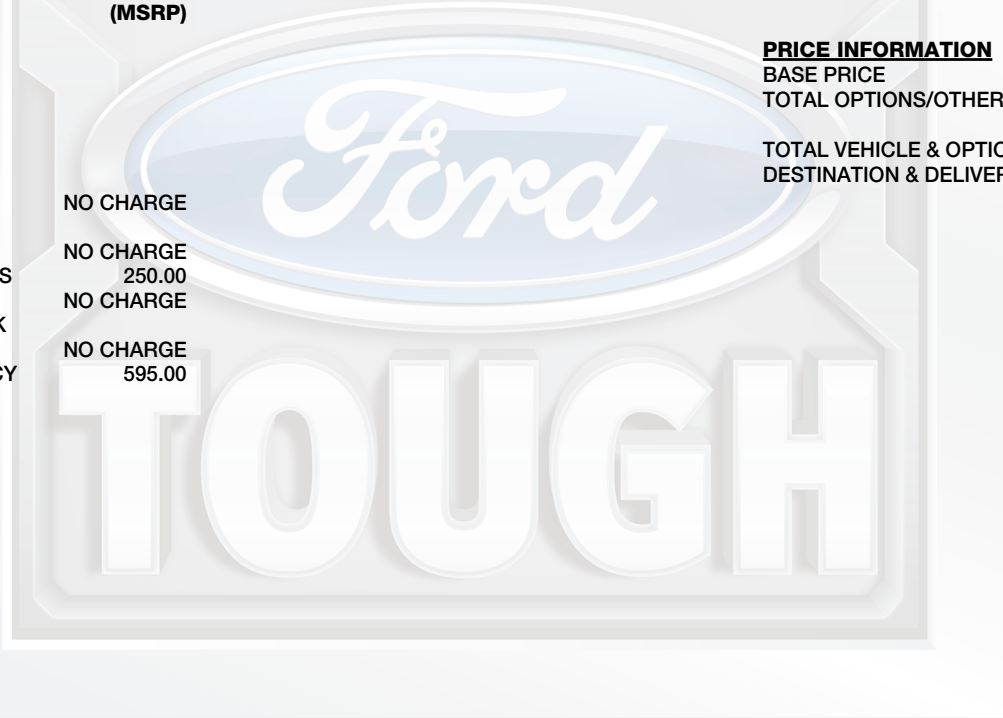 (MSRP)
PRICE INFORMATION
BASE PRICE
TOTAL OPTIONS/OTHER
TOTAL VEHICLE & OPTIO
DESTINATION & DELIVER
NO CHARGE
NO CHARGE
S 250.00
NO CHARGE
K
NO CHARGE
CY 595.00
Ford
TOUGH